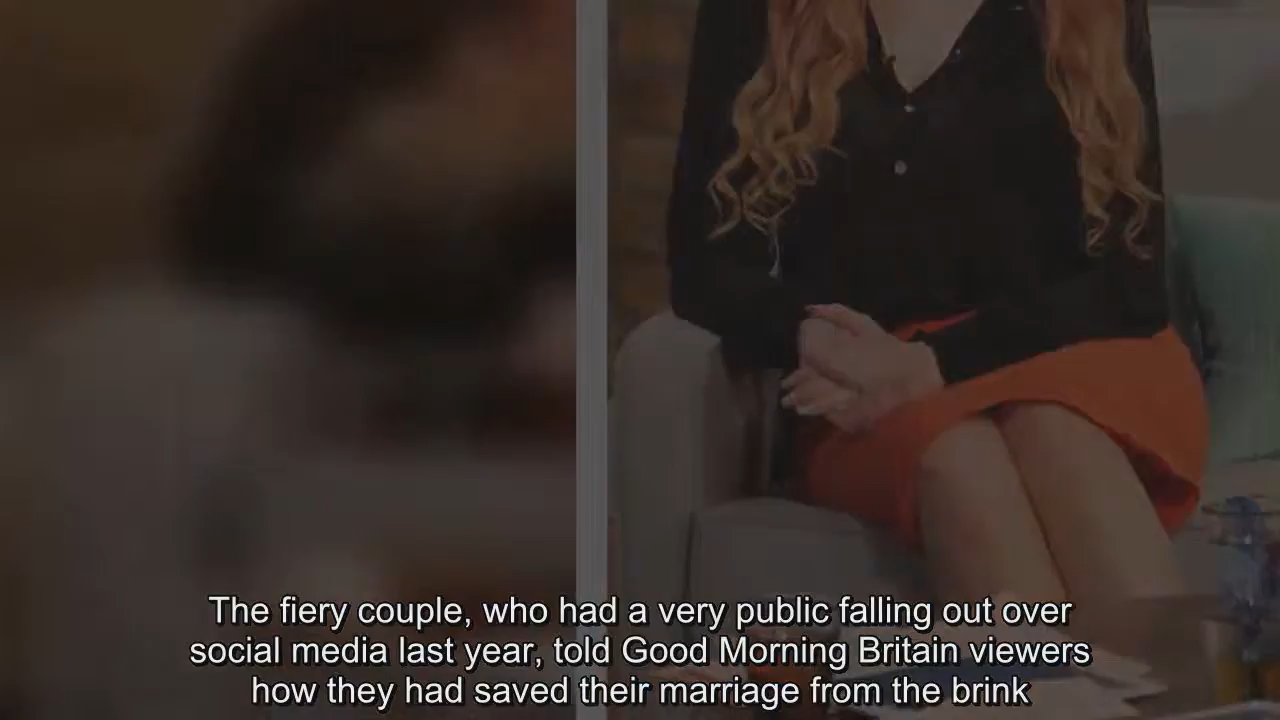 The fiery couple, who had a very public falling out over
social media last year, told Good Morning Britain viewers
how they had saved their marriage from the brink